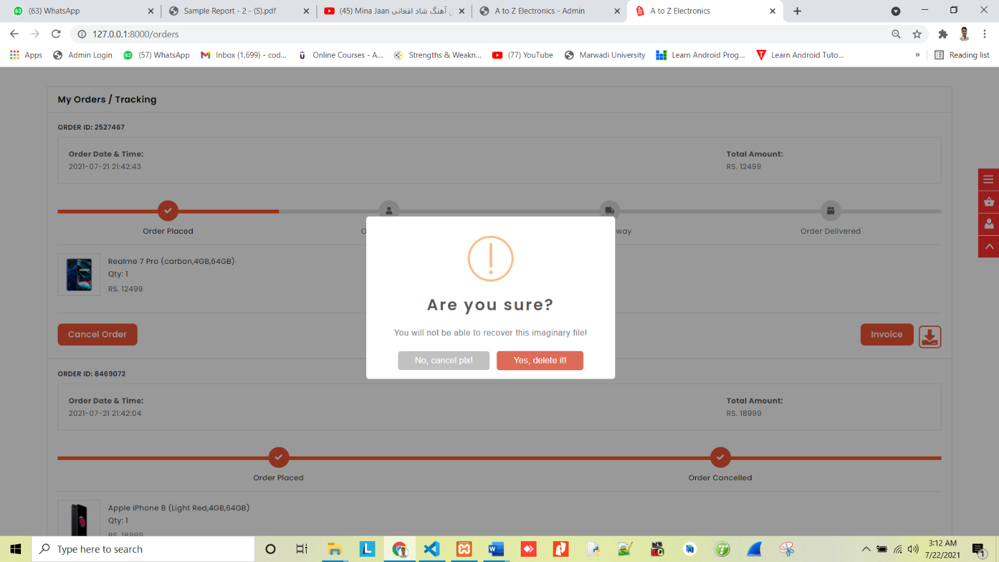 (63) WhatsApp
Sample Report - 2 - (S).pdf
(45) Mina Jaan آهنگ شاد افغانی
A to Z Electronics - Admin
A to Z Electronics
127.0.0.1:8000/orders
Apps
Admin Login
(57) WhatsApp
Inbox (1,699) - cod...
Online Courses - A...
Strengths & Weakn...
(77) YouTube
Marwadi University
Learn Android Prog...
Learn Android Tuto...
»
Reading list
My Orders / Tracking
ORDER ID: 2527467
Order Date & Time:
2021-07-21 21:42:43
Total Amount:
RS. 12499
Order Placed
way
Order Delivered
Realme 7 Pro (carbon,4GB,64GB)
Qty: 1
RS. 12499
Are you sure?
You will not be able to recover this imaginary file!
No, cancel plx!
Yes, delete it!
Cancel Order
Invoice
ORDER ID: 8469072
Order Date & Time:
2021-07-21 21:42:04
Total Amount:
RS. 18999
Order Placed
Order Cancelled
Apple iPhone 8 (Light Red,4GB,64GB)
Qty: 1
RS. 18999
Type here to search
3:12 AM
7/22/2021
1